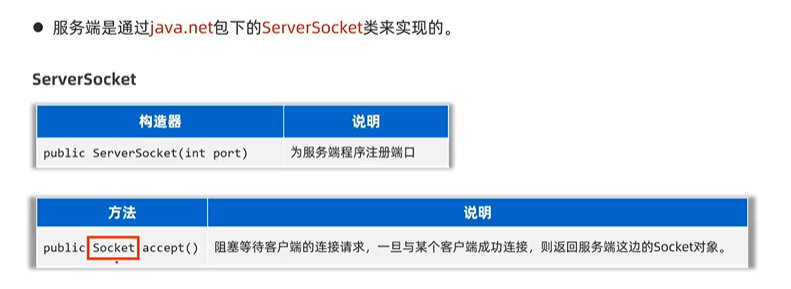 ● 服务端是通过java.net包下的ServerSocket类来实现的。
ServerSocket
构造器 说明
public ServerSocket(int port) 为服务端程序注册端口
方法 说明
public Socket accept() 阻塞等待客户端的连接请求，一旦与某个客户端成功连接，则返回服务端这边的Socket对象。